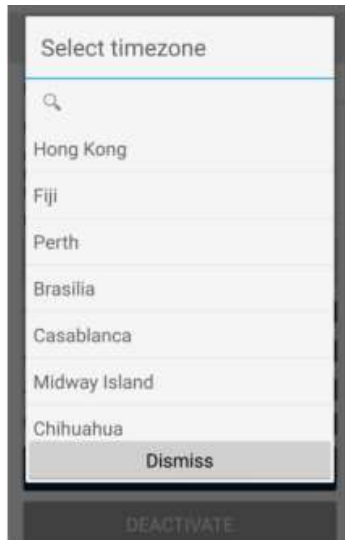 Select timezone
Hong Kong
Fiji
Perth
Brasilia
Casablanca
Midway Island
Chihuahua
Dismiss
DEACTIVATE